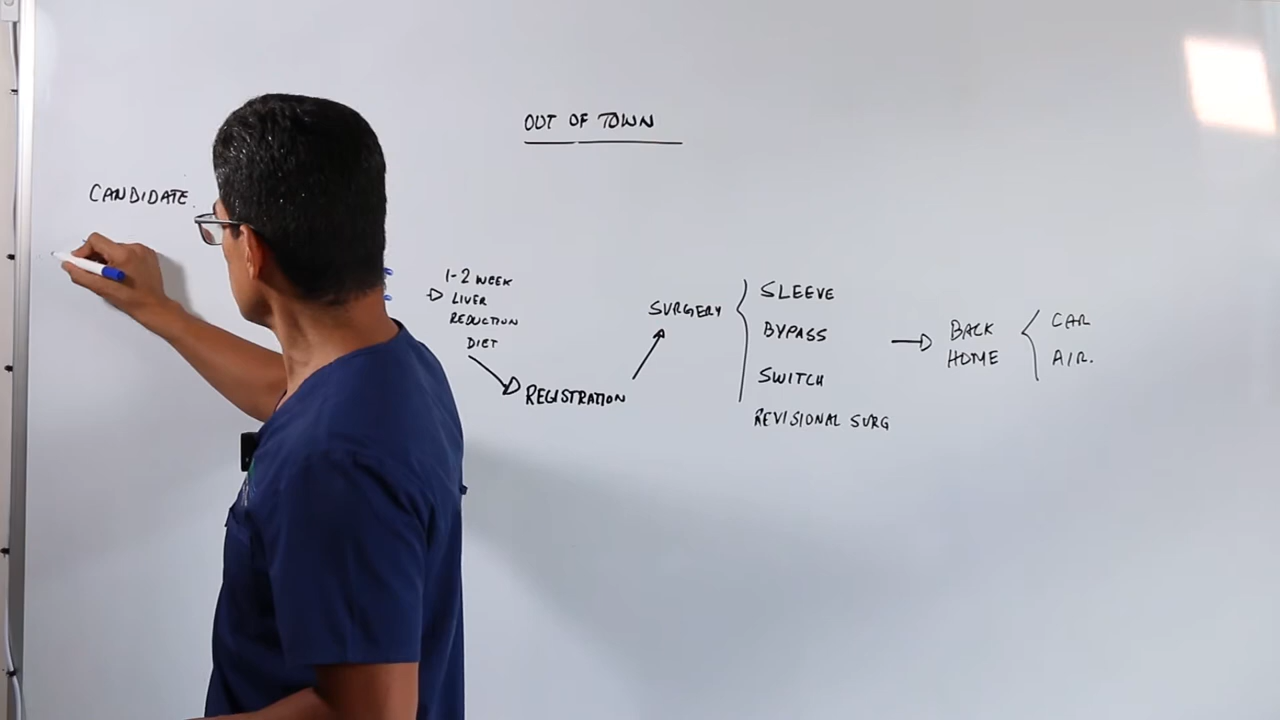 OUT OF TOWN
CANDIDATE
1-2 WEEK
LIVER
REDUCTION
DIET
REGISTRATION
SURGERY
SLEEVE
BYPASS
SWITCH
REVISIONAL SURG
BACK
HOME
CAR
AIR.